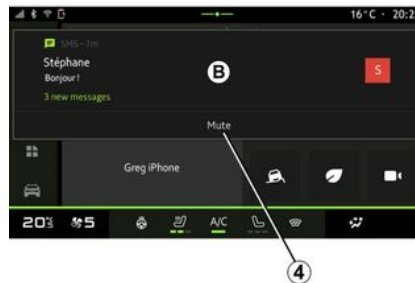 16°C · 20:2
SMS · 7m
Stéphane
Bonjour!
3 new messages
B
S
Mute
Greg iPhone
20°5 5 A/C
4